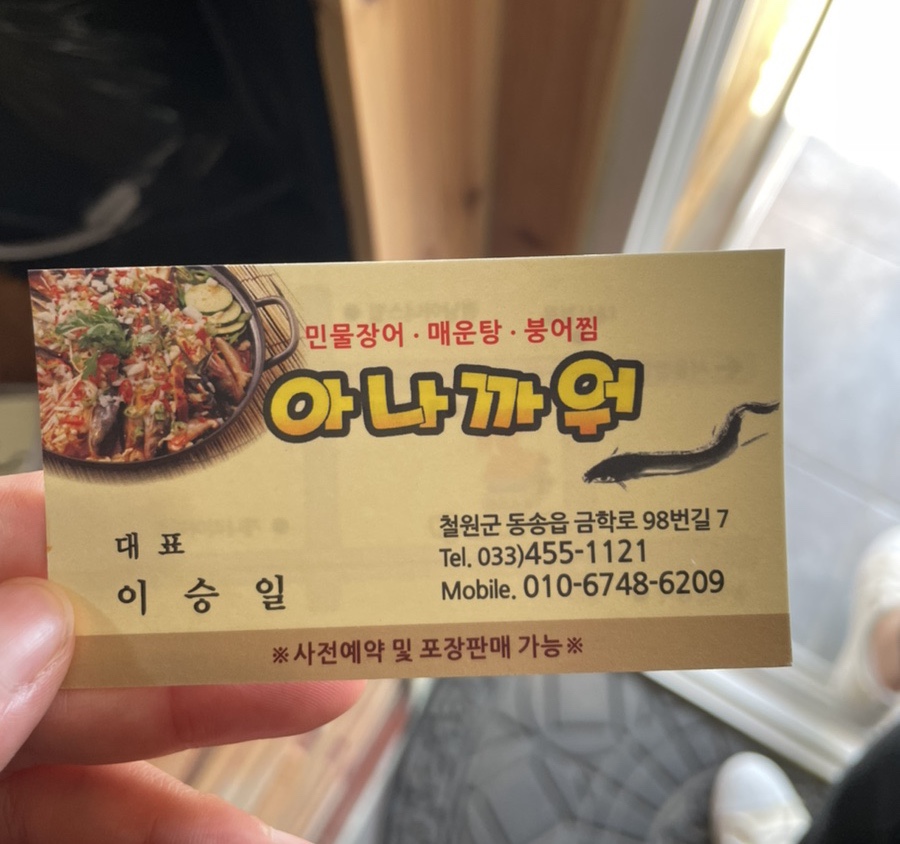 민물장어 · 매운탕 · 붕어찜
아나까워
대 표
이 승 일
철원군 동송읍 금학로 98번길 7
Tel. 033)455-1121
Mobile. 010-6748-6209
※사전예약 및 포장판매 가능※